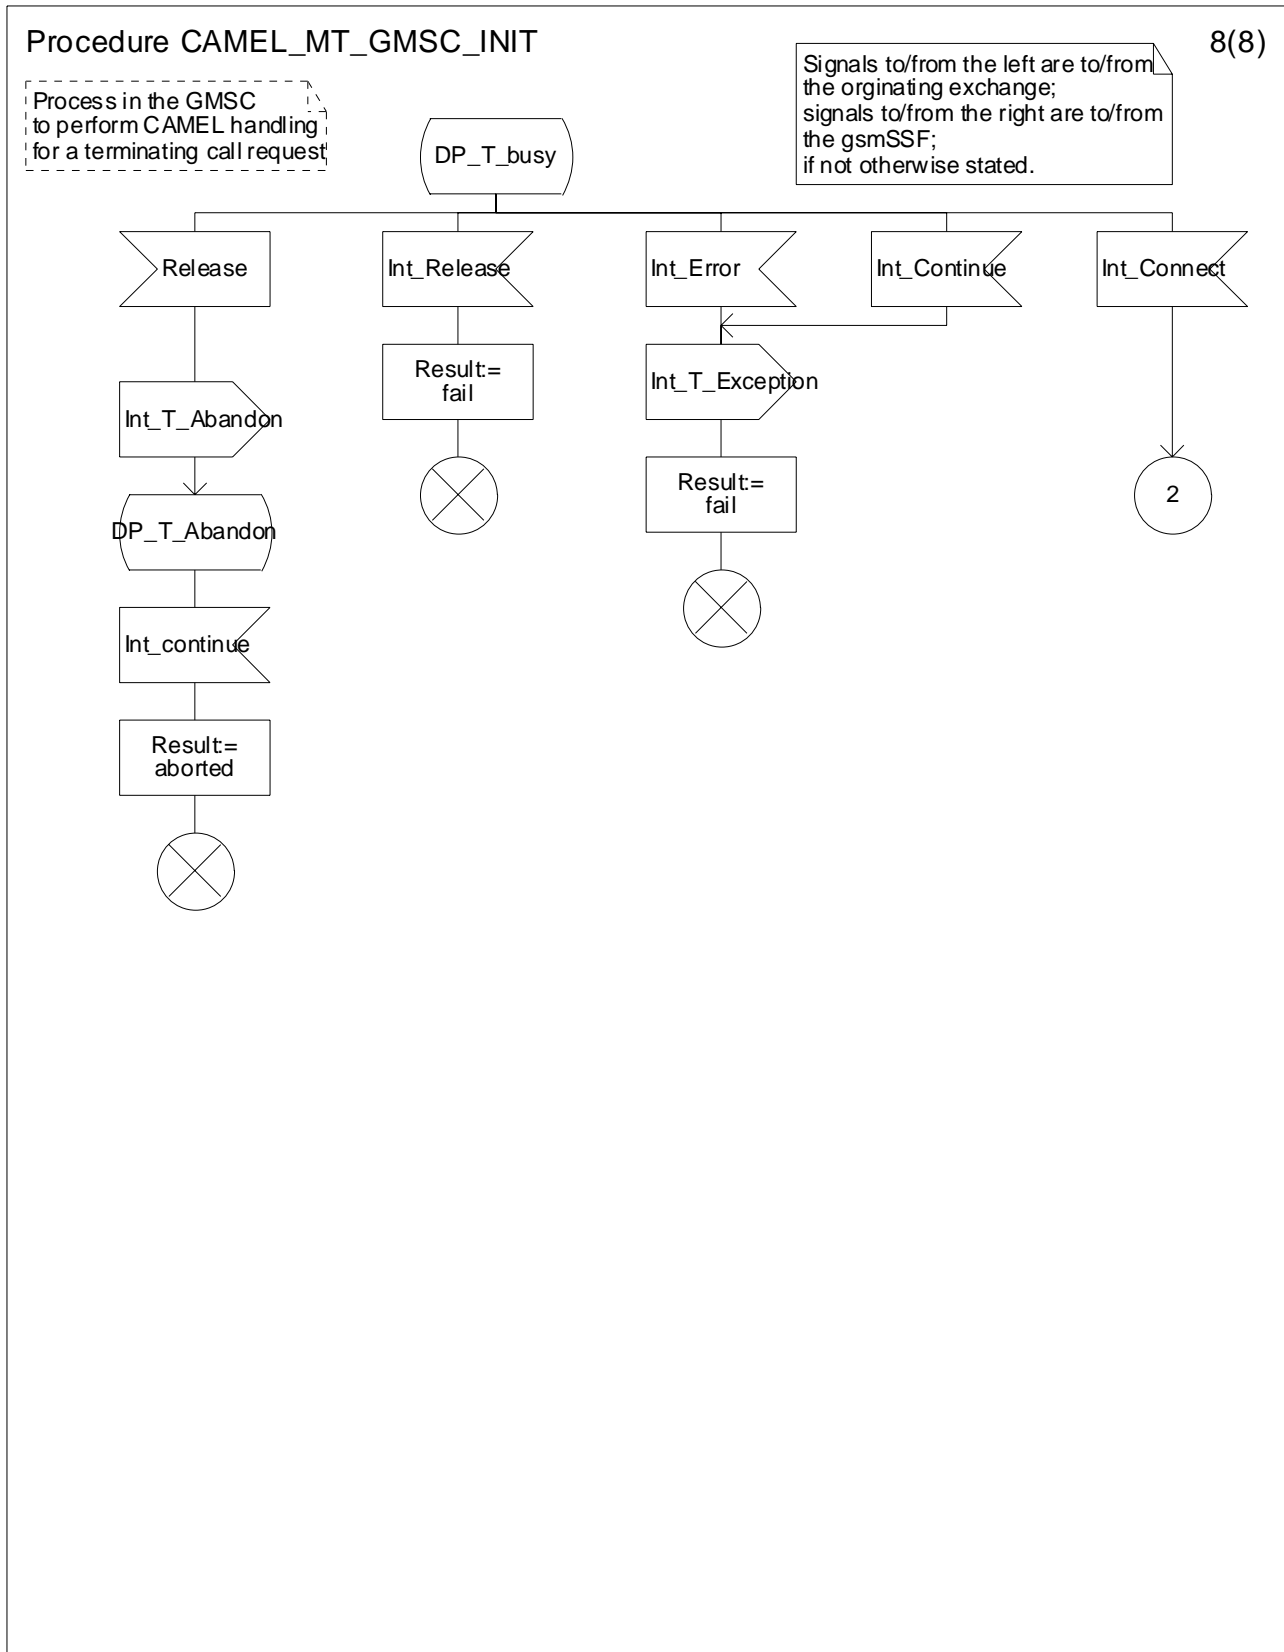 Procedure CAMEL_MT_GMSC_INIT
8(8)
Process in the GMSC
to perform CAMEL handling
for a terminating call request
Signals to/from the left are to/from
the orginating exchange;
signals to/from the right are to/from
the gsmSSF;
if not otherwise stated.
DP_T_busy
Release
Int_Release
Int_Error
Int_Continue
Int_Connect
Result:=
fail
Int_T_Exception
Int_T_Abandon
Result:=
fail
2
DP_T_Abandon
Int_continue
Result:=
aborted